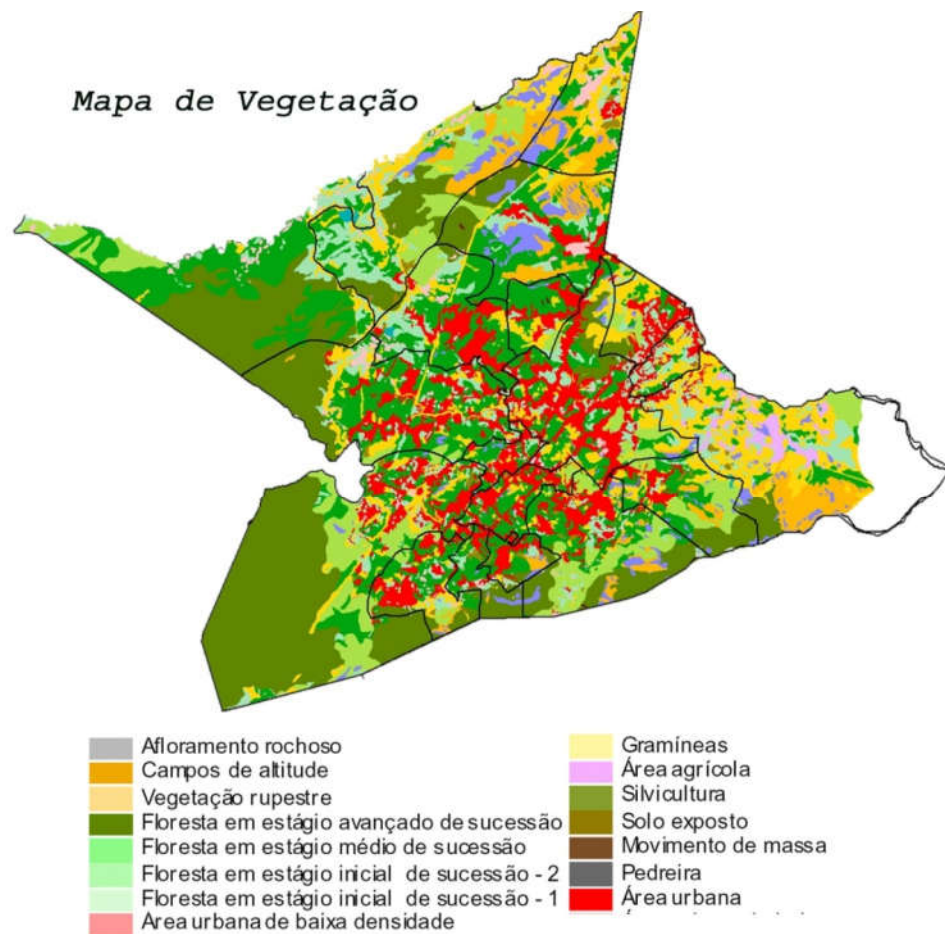 Mapa de Vegetação
Afloramento rochoso
Campos de altitude
Vegetação rupestre
Floresta em estágio avançado de sucessão
Floresta em estágio médio de sucessão
Floresta em estágio inicial de sucessão - 2
Floresta em estágio inicial de sucessão - 1
Area urbana de baixa densidade
Gramíneas
Área agrícola
Silvicultura
Solo exposto
Movimento de massa
Pedreira
Área urbana